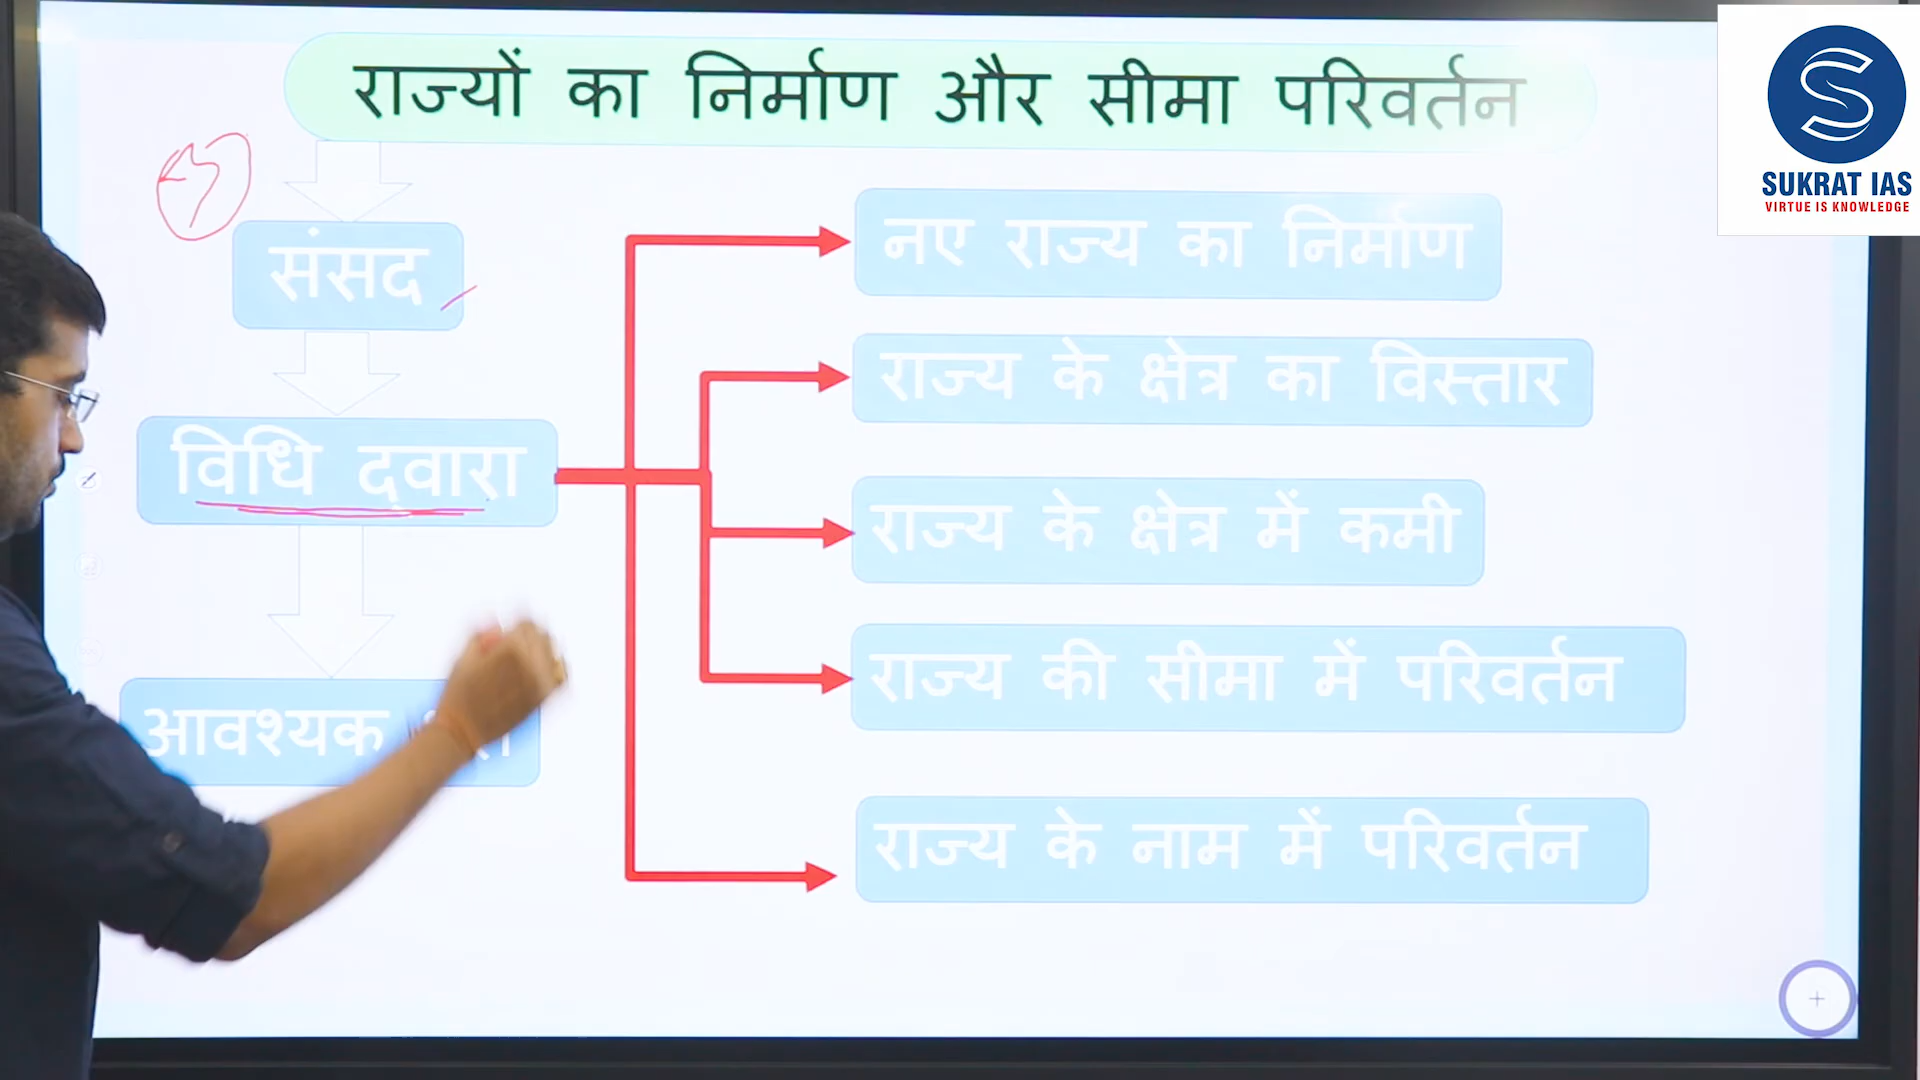 राज्यों का निर्माण और सीमा परिवर्तन
SUKRAT IAS
VIRTUE IS KNOWLEDGE
संसद
विधि द्वारा
आवश्यक
नए राज्य का निर्माण
राज्य के क्षेत्र का विस्तार
राज्य के क्षेत्र में कमी
राज्य की सीमा में परिवर्तन
राज्य के नाम में परिवर्तन